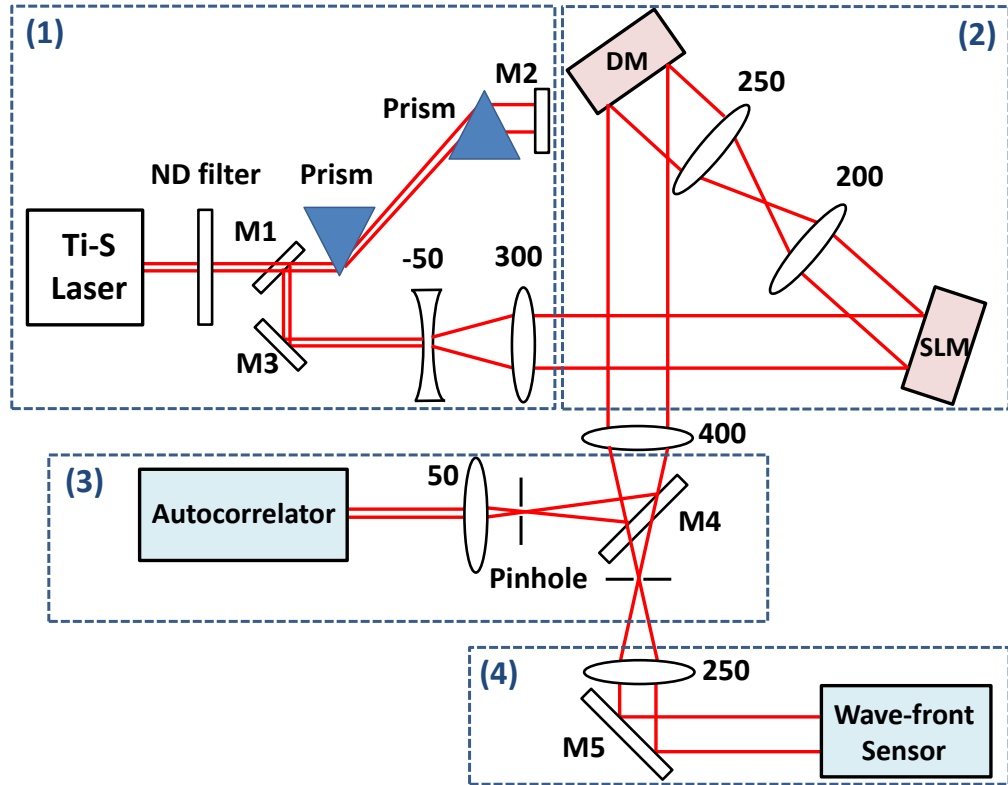 (1)
M2
Prism
ND filter
Prism
M1
Ti-S
Laser
-50
300
M3
(2)
DM
250
200
SLM
400
(3)
50
Autocorrelator
M4
Pinhole
(4)
250
M5
Wave-front
Sensor